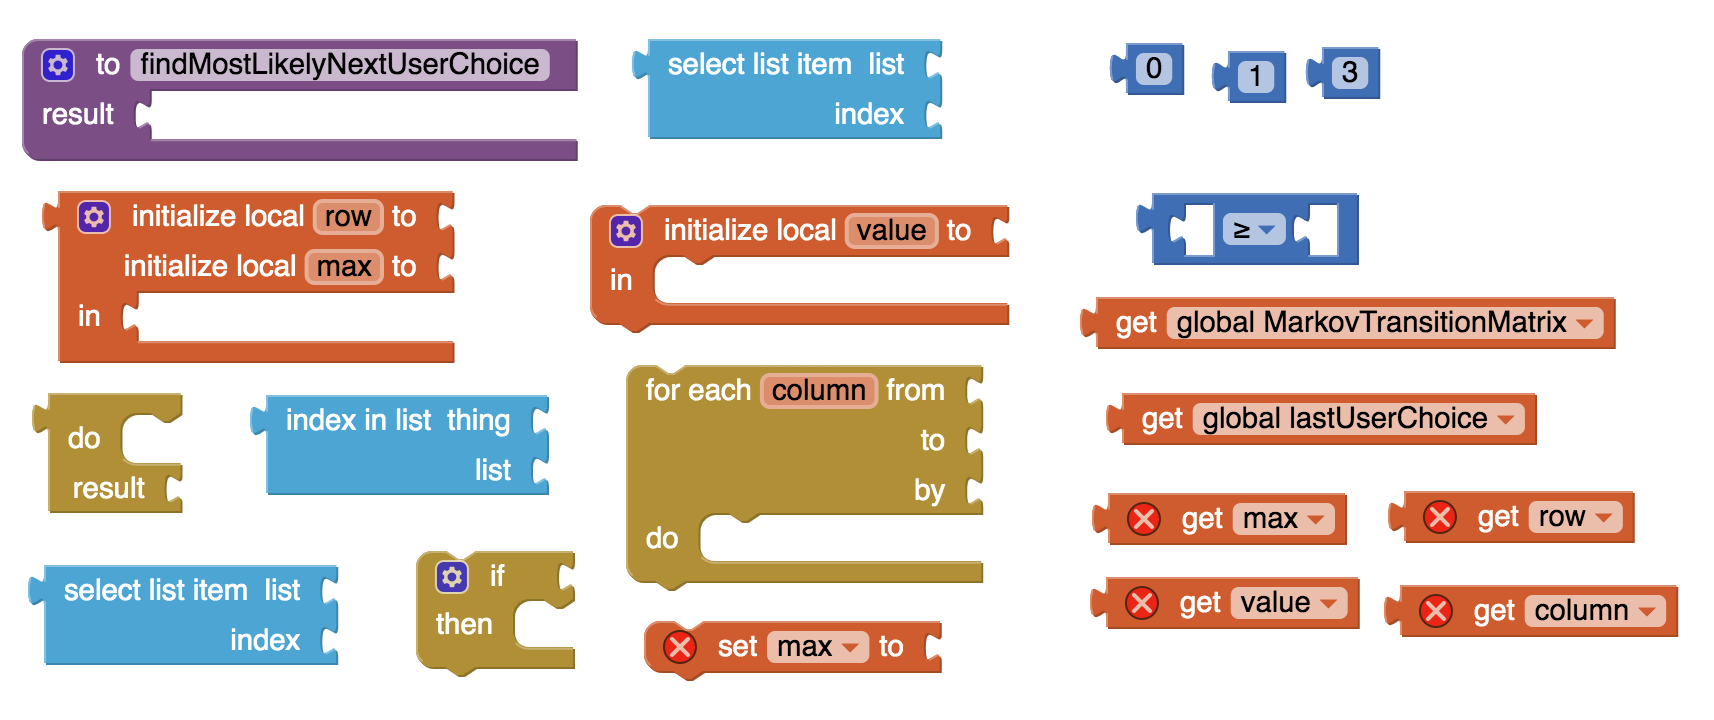 to findMostLikelyNextUserChoice
result
select list item list
index
0
1
3
initialize local row to
initialize local max to
in
initialize local value to
in
≥
get global MarkovTransitionMatrix
do
result
index in list thing
list
for each column from
to
by
do
get global lastUserChoice
get max
get row
select list item list
index
if
then
set max to
get value
get column